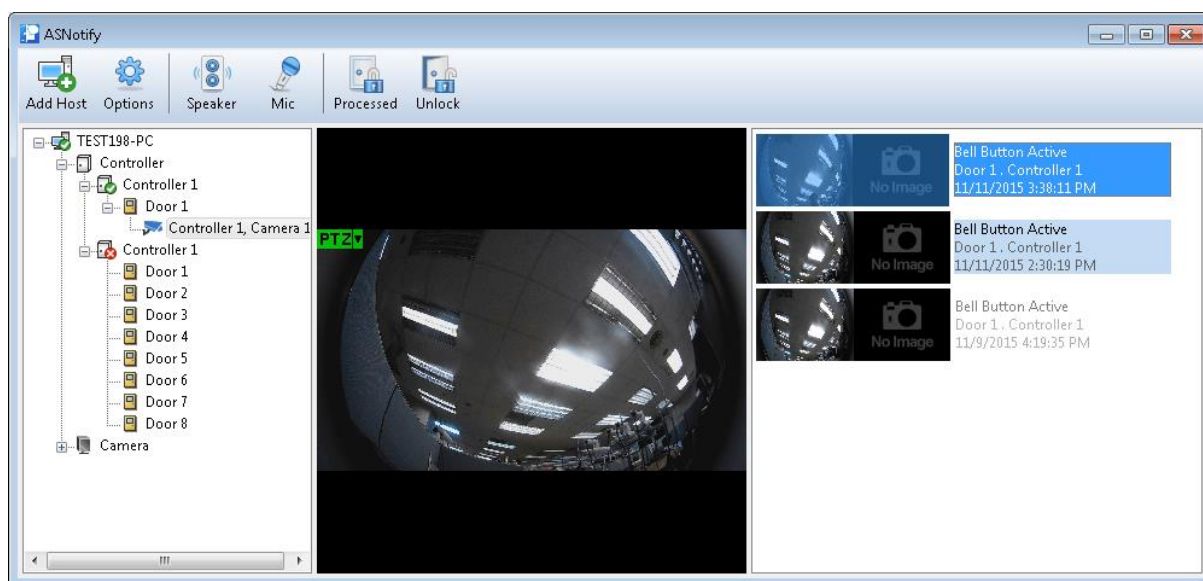 ASNotify
Add Host Options Speaker Mic Processed Unlock
TEST198-PC
Controller
Controller 1
Door 1
Controller 1, Camera 1
Controller 1
Door 1
Door 2
Door 3
Door 4
Door 5
Door 6
Door 7
Door 8
Camera
PTZ
No Image
Bell Button Active
Door 1 . Controller 1
11/11/2015 3:38:11 PM
No Image
Bell Button Active
Door 1 . Controller 1
11/11/2015 2:30:19 PM
No Image
Bell Button Active
Door 1 . Controller 1
11/9/2015 4:19:35 PM